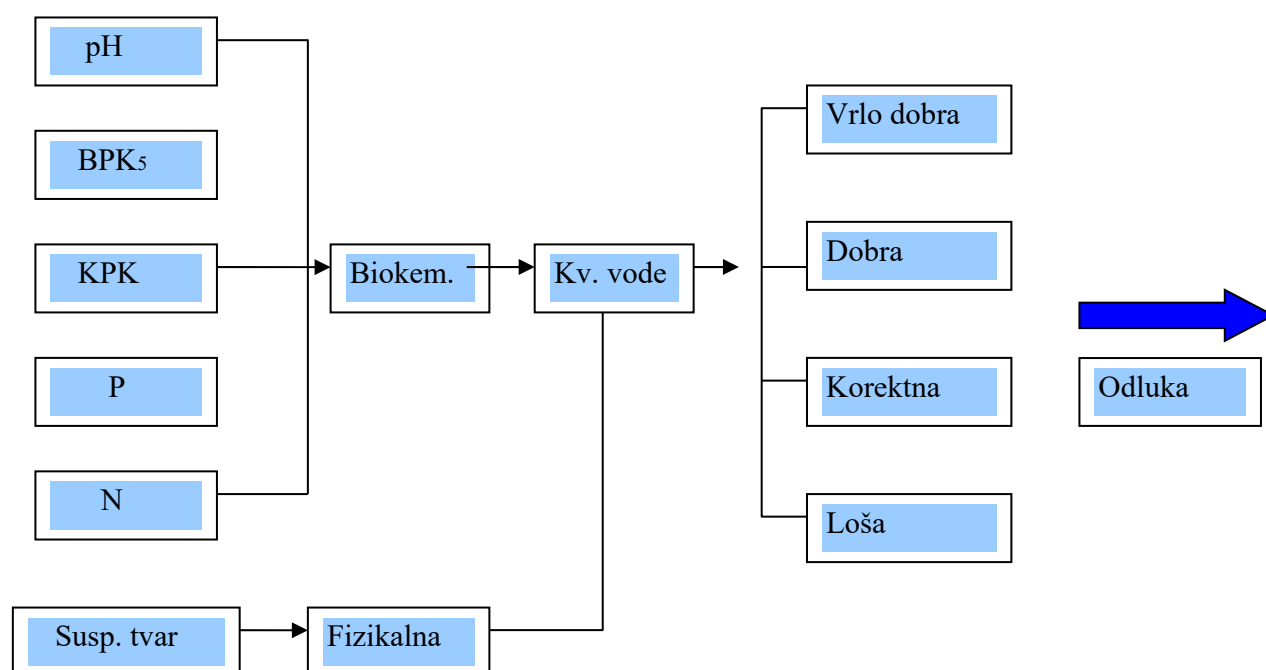 pH
BPK5
KPK
P
N
Susp. tvar
Biokem.
Fizikalna
Kv. vode
Vrlo dobra
Dobra
Korektna
Loša
Odluka